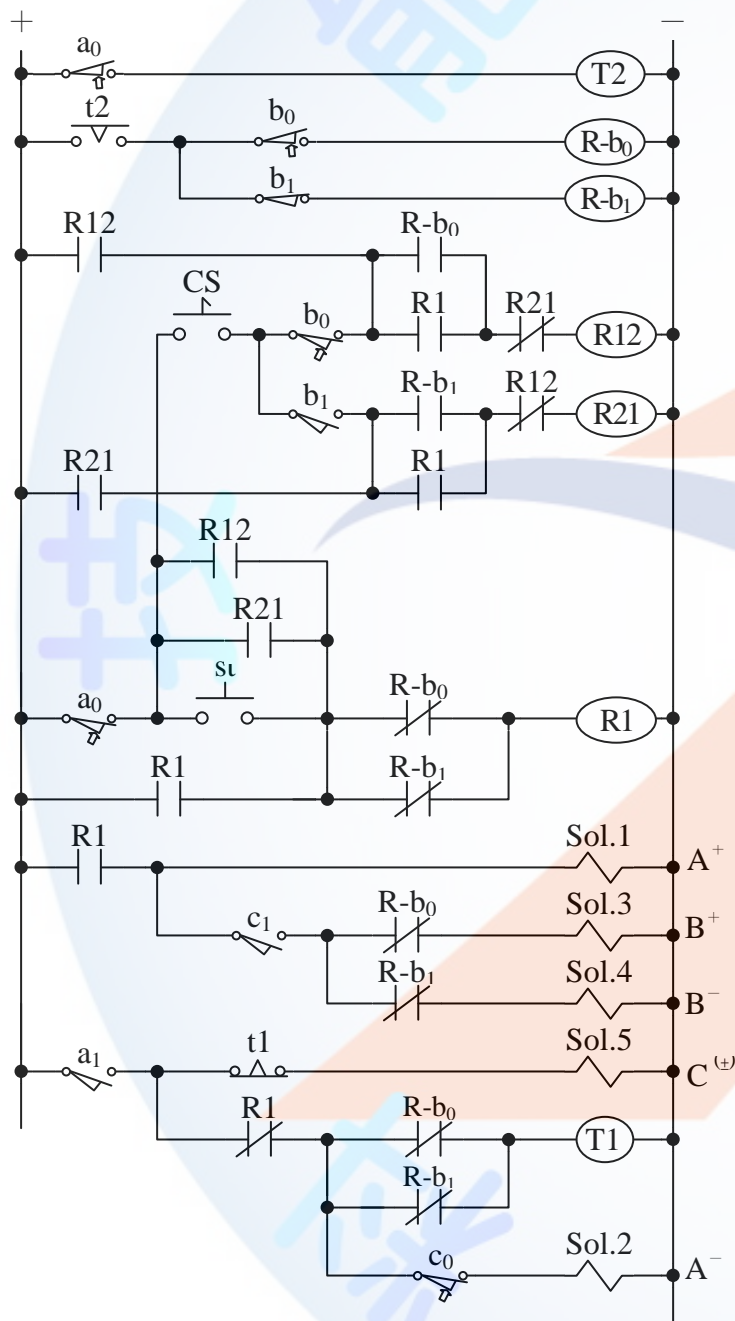 + −
a₀ T2
t2 b₀ R-b₀
b₁ R-b₁
R12 R-b₀
CS b₀ R1 R21 R12
b₁ R-b₁ R12 R21
R21 R1
R12
R21
a₀ st R-b₀ R1
R1 R-b₁
R1 Sol.1 A⁺
c₁ R-b₀ Sol.3 B⁺
R-b₁ Sol.4 B⁻
a₁ t1 Sol.5 C⁽±⁾
R1 R-b₀ T1
R-b₁
c₀ Sol.2 A⁻